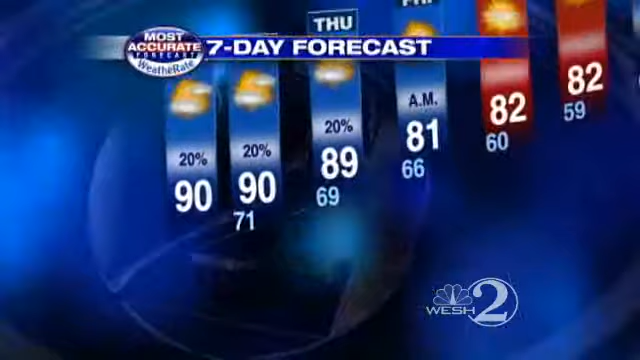 MOST
ACCURATE
FORECAST
WeatheRate
7-DAY FORECAST
THU
20%
20%
20%
A.M.
90
90
89
81
82
82
71
69
66
60
59
WESH 2